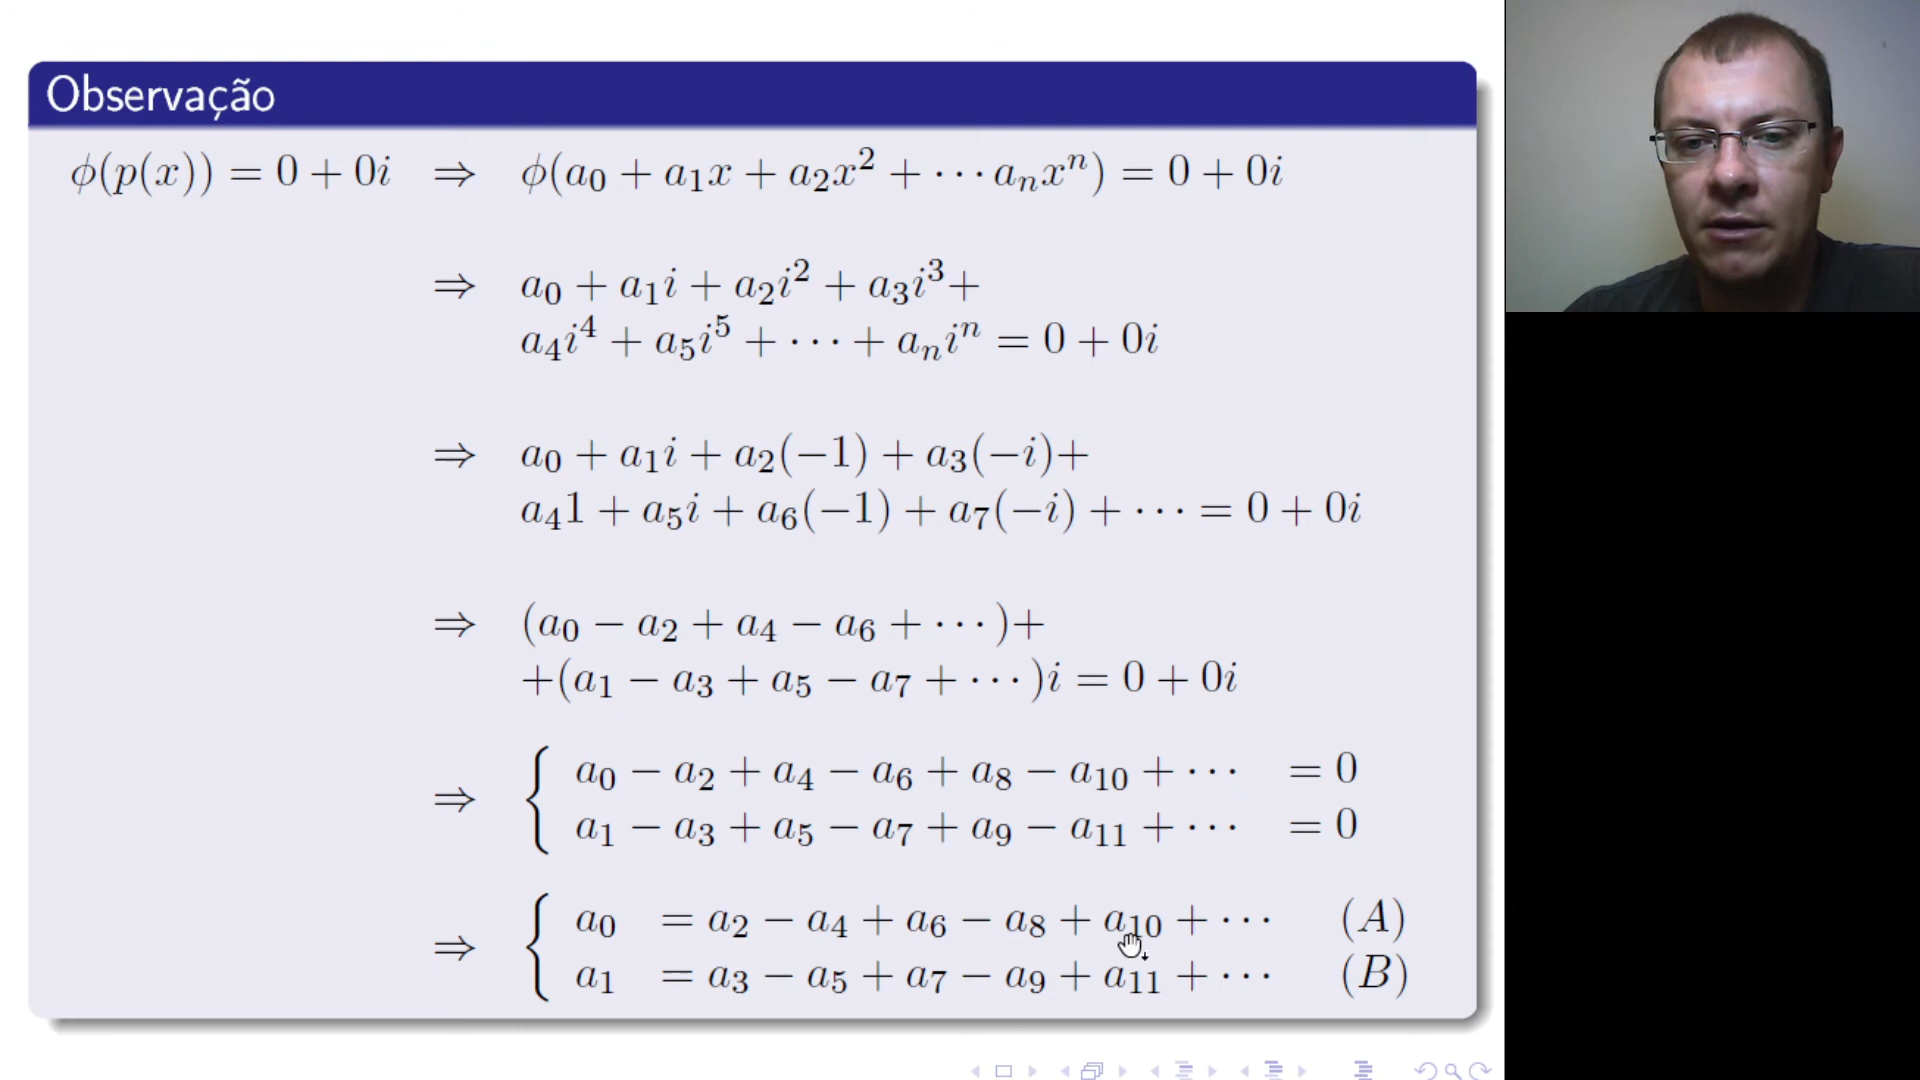 Observação
ϕ(p(x)) = 0 + 0i ⇒ ϕ(a₀ + a₁x + a₂x² + ⋯ aₙxⁿ) = 0 + 0i
⇒ a₀ + a₁i + a₂i² + a₃i³+
a₄i⁴ + a₅i⁵ + ⋯ + aₙiⁿ = 0 + 0i
⇒ a₀ + a₁i + a₂(−1) + a₃(−i)+
a₄1 + a₅i + a₆(−1) + a₇(−i) + ⋯ = 0 + 0i
⇒ (a₀ − a₂ + a₄ − a₆ + ⋯)+
+(a₁ − a₃ + a₅ − a₇ + ⋯)i = 0 + 0i
⇒ { a₀ − a₂ + a₄ − a₆ + a₈ − a₁₀ + ⋯ = 0
a₁ − a₃ + a₅ − a₇ + a₉ − a₁₁ + ⋯ = 0
⇒ { a₀ = a₂ − a₄ + a₆ − a₈ + a₁₀ + ⋯ (A)
a₁ = a₃ − a₅ + a₇ − a₉ + a₁₁ + ⋯ (B)